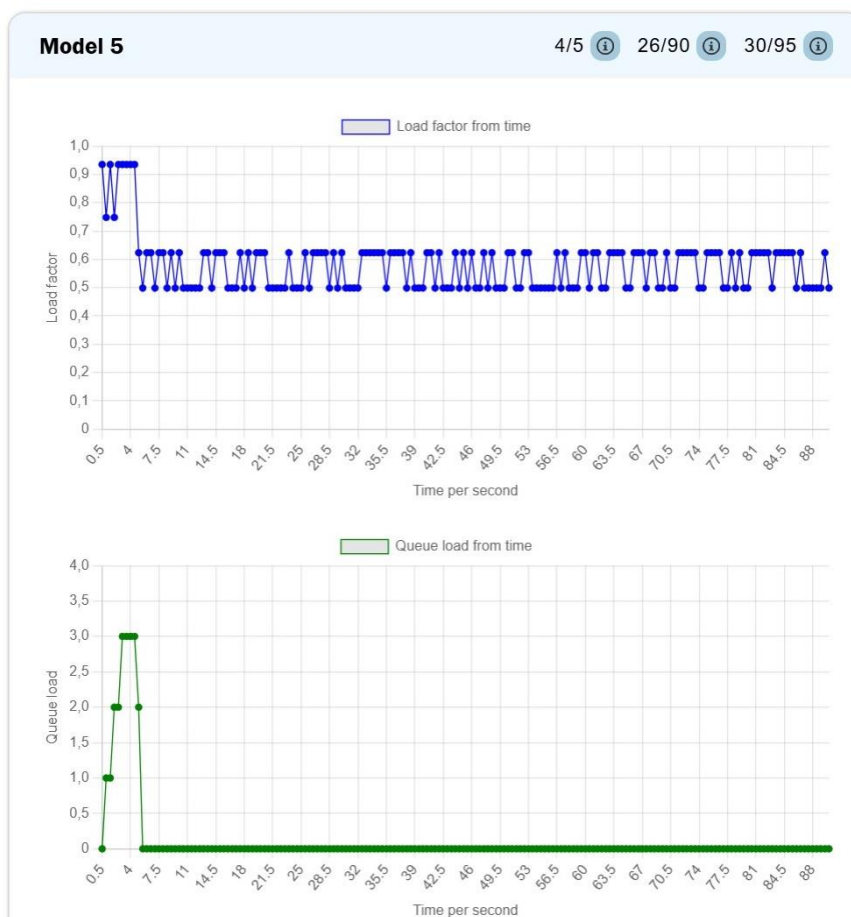 Model 5 4/5 26/90 30/95
Load factor from time
1,0
0,9
0,8
0,7
0,6
0,5
0,4
0,3
0,2
0,1
0
Load factor
0.5 4 7.5 11 14.5 18 21.5 25 28.5 32 35.5 39 42.5 46 49.5 53 56.5 60 63.5 67 70.5 74 77.5 81 84.5 88
Time per second
Queue load from time
4,0
3,5
3,0
2,5
2,0
1,5
1,0
0,5
0
Queue load
0.5 4 7.5 11 14.5 18 21.5 25 28.5 32 35.5 39 42.5 46 49.5 53 56.5 60 63.5 67 70.5 74 77.5 81 84.5 88
Time per second